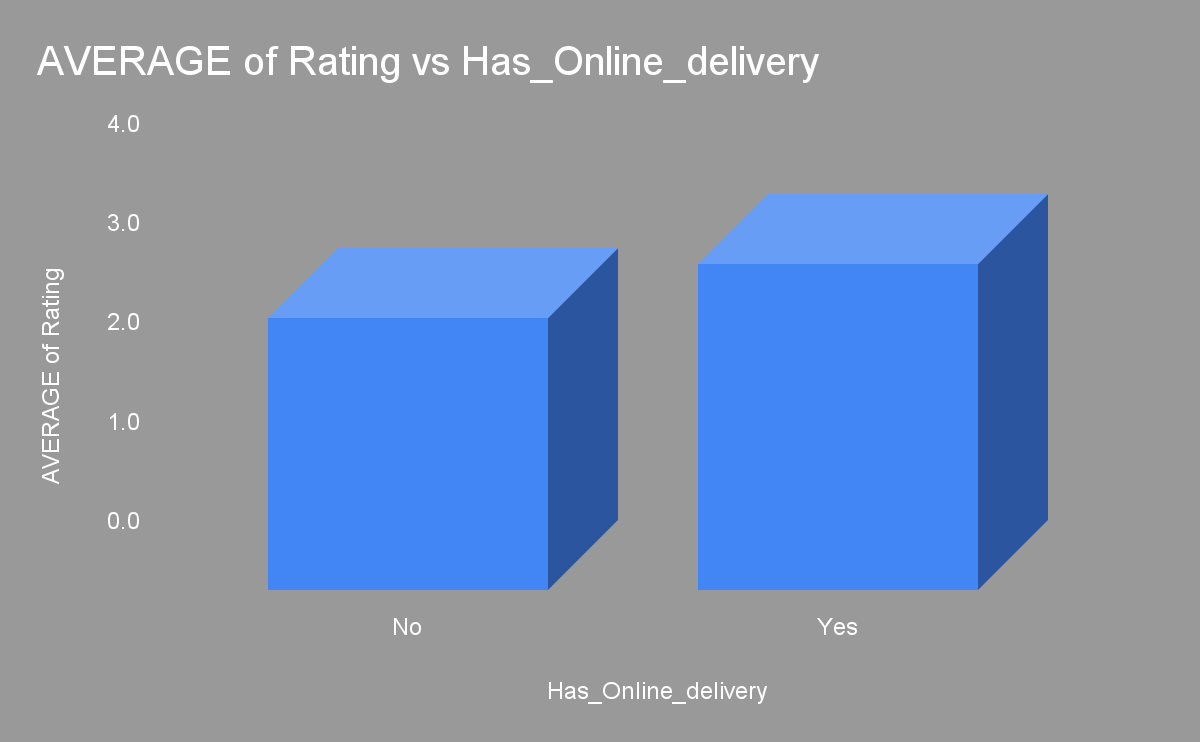 AVERAGE of Rating vs Has_Online_delivery
4.0
3.0
2.0
1.0
0.0
AVERAGE of Rating
No
Yes
Has_Online_delivery